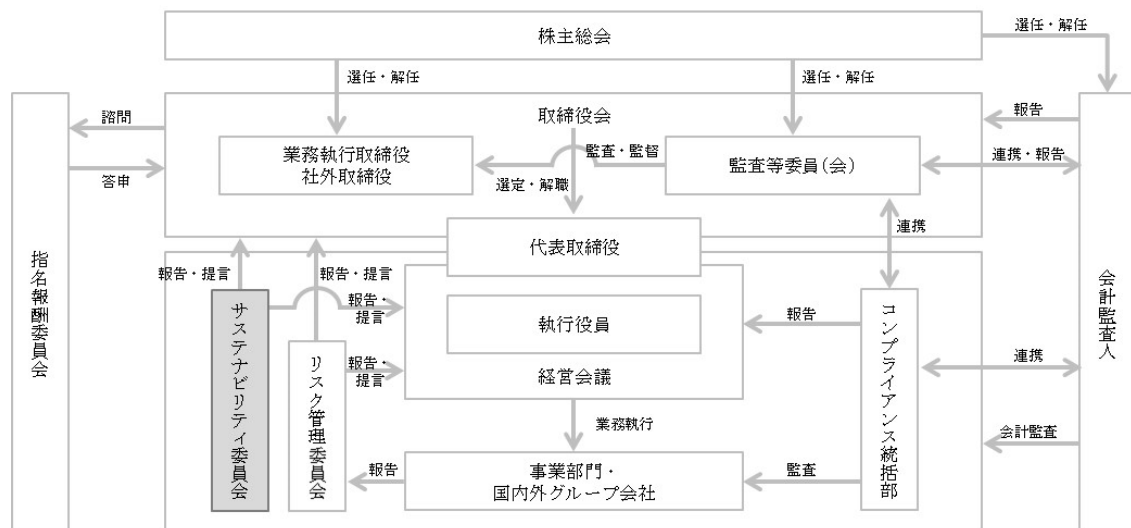 株主総会
選任・解任
選任・解任
選任・解任
諮問
答申
取締役会
報告
業務執行取締役
社外取締役
監査・監督
監査等委員(会)
連携・報告
選定・解職
代表取締役
連携
指名報酬委員会
会計監査人
報告・提言
報告・提言
サステナビリティ委員会
リスク管理委員会
報告・
提言
報告・
提言
執行役員
経営会議
報告
コンプライアンス統括部
連携
業務執行
会計監査
報告
事業部門・
国内外グループ会社
監査